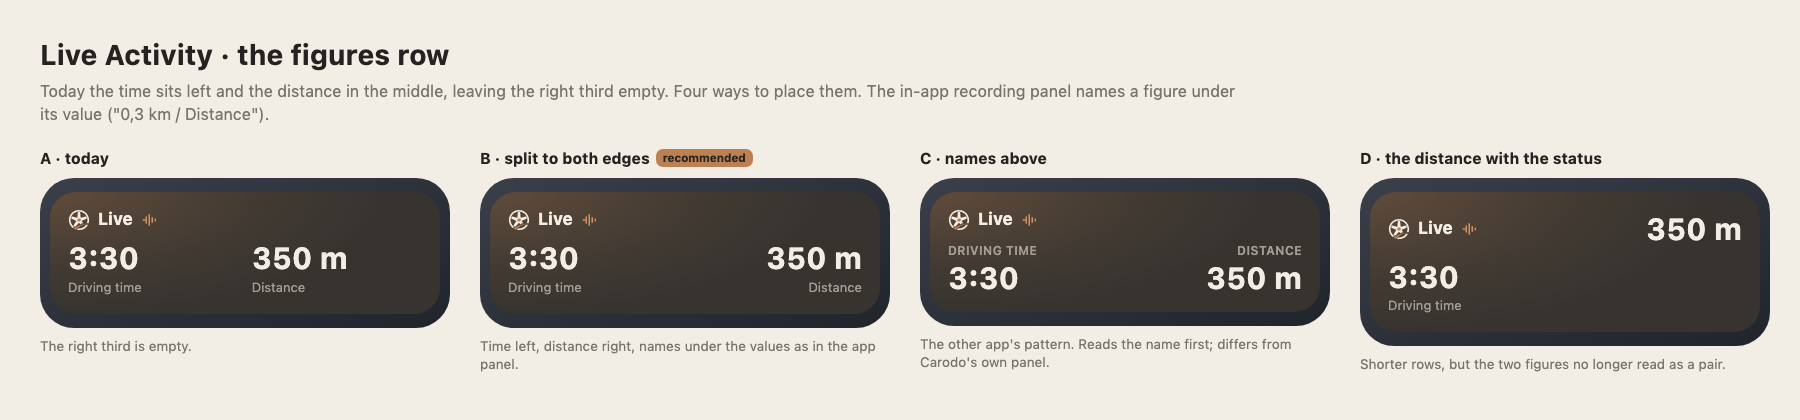 Live Activity · the figures row
Today the time sits left and the distance in the middle, leaving the right third empty. Four ways to place them. The in-app recording panel names a figure under
its value ("0,3 km / Distance").
A · today
Live
3:30
350 m
Driving time
Distance
The right third is empty.
B · split to both edges
recommended
Live
3:30
350 m
Driving time
Distance
Time left, distance right, names under the values as in the app
panel.
C · names above
Live
DRIVING TIME
DISTANCE
3:30
350 m
The other app's pattern. Reads the name first; differs from
Carodo's own panel.
D · the distance with the status
Live
350 m
3:30
Driving time
Shorter rows, but the two figures no longer read as a pair.